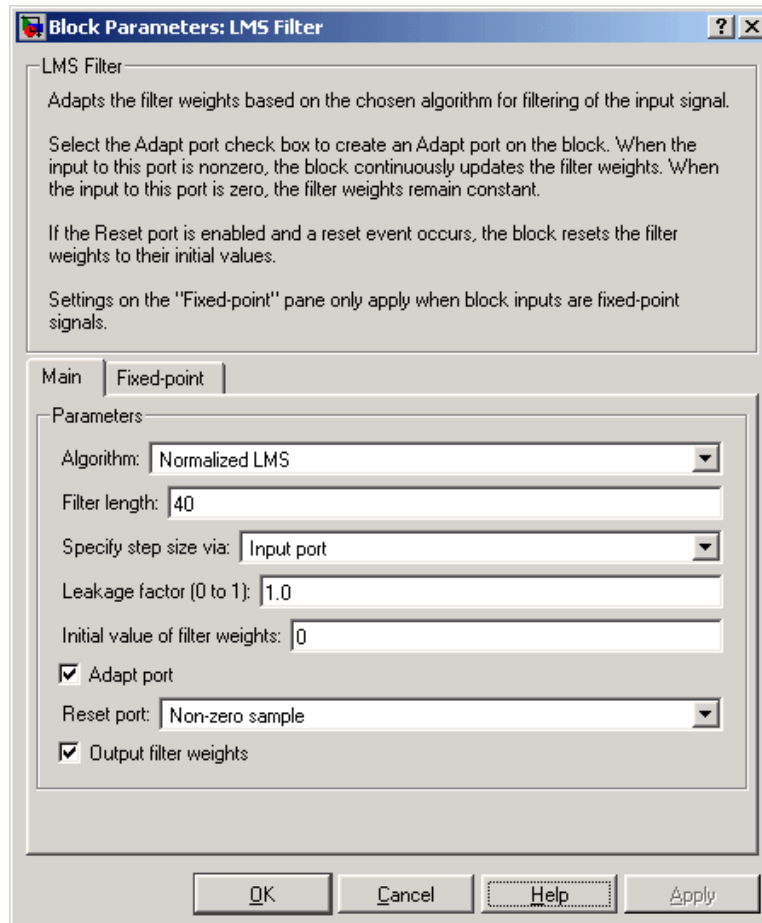 Block Parameters: LMS Filter
LMS Filter
Adapts the filter weights based on the chosen algorithm for filtering of the input signal.
Select the Adapt port check box to create an Adapt port on the block. When the
input to this port is nonzero, the block continuously updates the filter weights. When
the input to this port is zero, the filter weights remain constant.
If the Reset port is enabled and a reset event occurs, the block resets the filter
weights to their initial values.
Settings on the "Fixed-point" pane only apply when block inputs are fixed-point
signals.
Main Fixed-point
Parameters
Algorithm: Normalized LMS
Filter length: 40
Specify step size via: Input port
Leakage factor (0 to 1): 1.0
Initial value of filter weights: 0
Adapt port
Reset port: Non-zero sample
Output filter weights
OK Cancel Help Apply